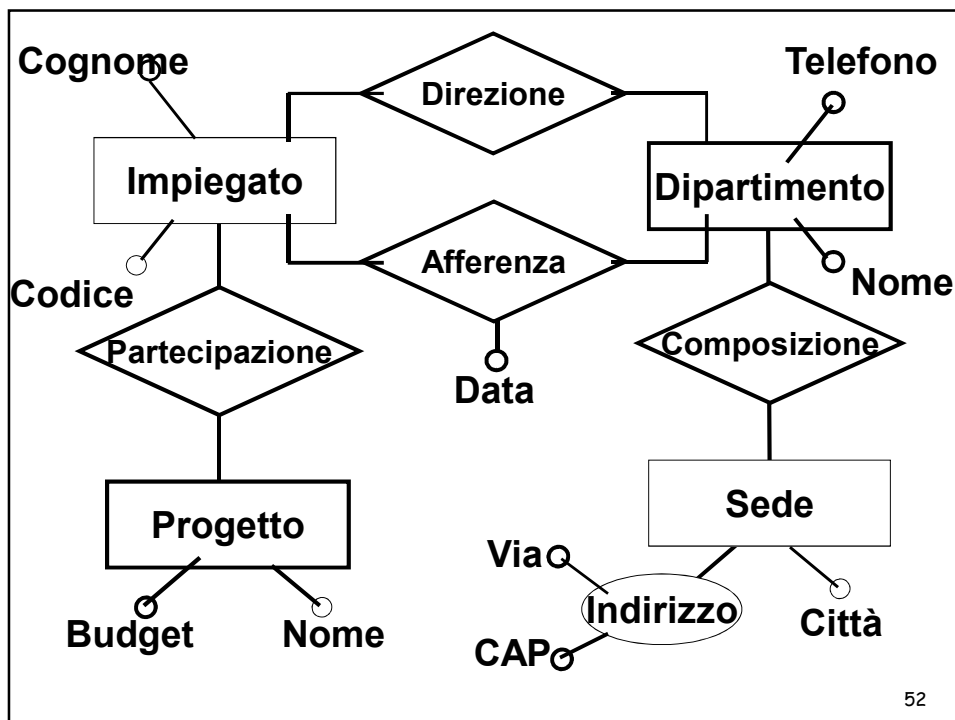 Cognome
Direzione
Telefono
Impiegato
Dipartimento
Afferenza
Codice
Nome
Partecipazione
Composizione
Data
Progetto
Sede
Via
Indirizzo
Budget
Nome
CAP
Città
52